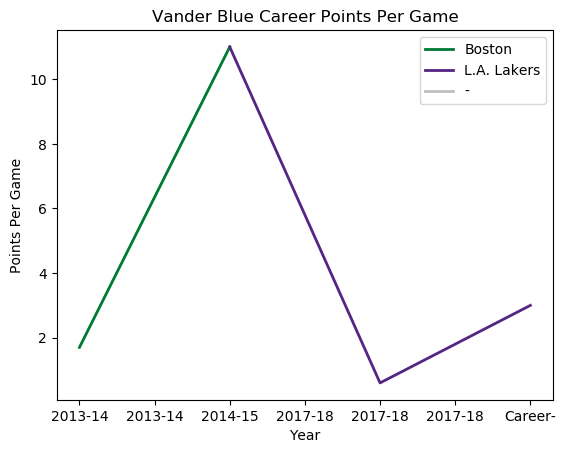 Vander Blue Career Points Per Game
Boston
L.A. Lakers
-
10
8
6
4
2
Points Per Game
2013-14 2013-14 2014-15 2017-18 2017-18 2017-18 Career-
Year